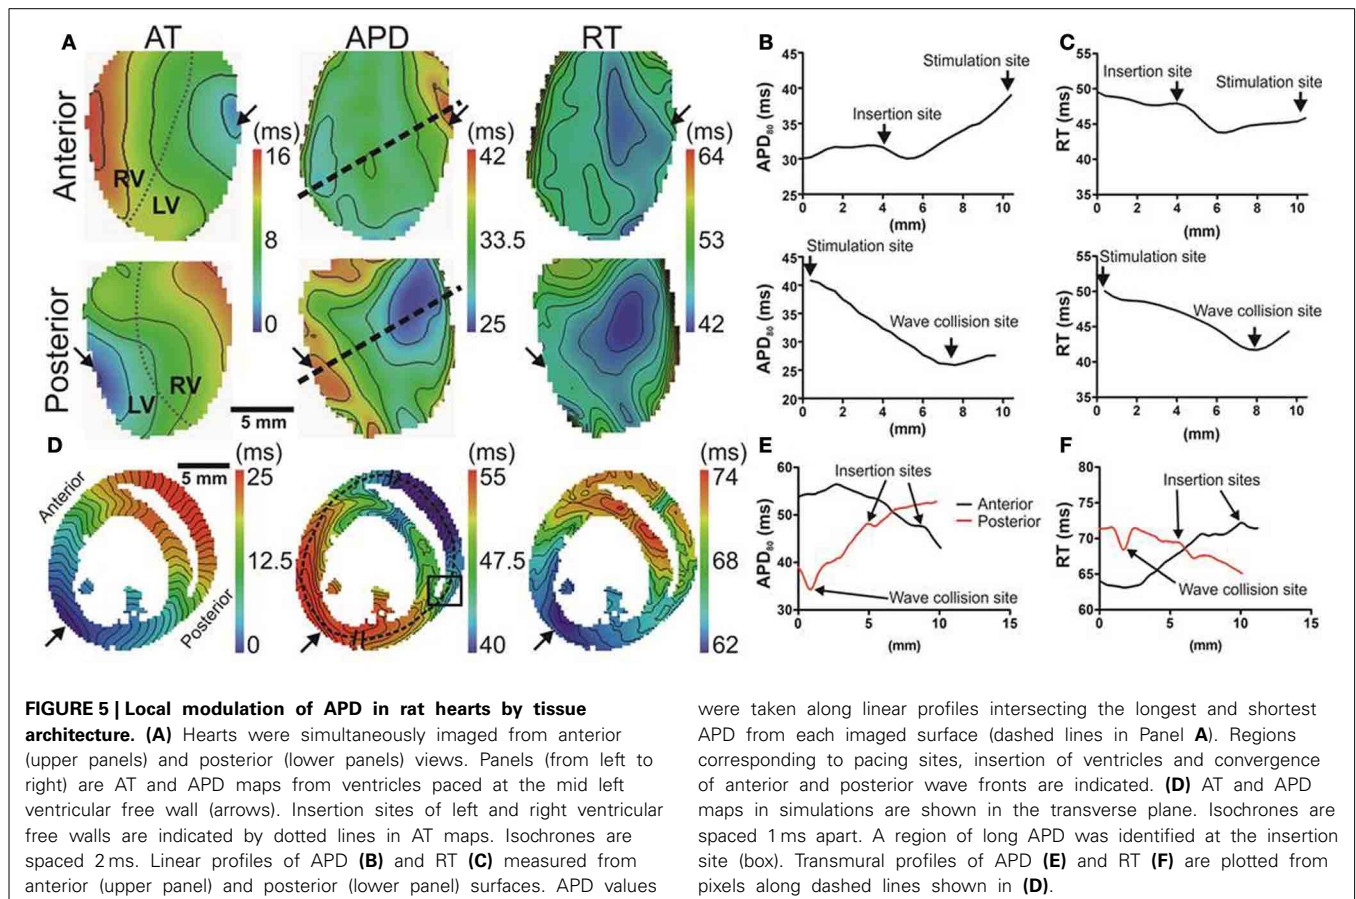 A
AT
APD
RT
Anterior
RV
LV
(ms)
16
8
0
(ms)
42
33.5
25
(ms)
64
53
42
Posterior
LV
RV
5 mm
B
45
40
35
30
25
APD80 (ms)
Stimulation site
Insertion site
0 2 4 6 8 10
(mm)
Stimulation site
45
40
35
30
25
20
APD80 (ms)
Wave collision site
0 2 4 6 8 10
(mm)
C
55
50
45
40
35
RT (ms)
Insertion site
Stimulation site
0 2 4 6 8 10
(mm)
55
50
45
40
35
RT (ms)
Stimulation site
Wave collision site
0 2 4 6 8 10
(mm)
D
5 mm
Anterior
Posterior
(ms)
25
12.5
0
(ms)
55
47.5
40
(ms)
74
68
62
E
60
50
40
30
APD80 (ms)
Insertion sites
Anterior
Posterior
Wave collision site
0 5 10 15
(mm)
F
80
75
70
65
60
RT (ms)
Insertion sites
Wave collision site
0 5 10 15
(mm)
FIGURE 5 | Local modulation of APD in rat hearts by tissue
architecture. (A) Hearts were simultaneously imaged from anterior
(upper panels) and posterior (lower panels) views. Panels (from left to
right) are AT and APD maps from ventricles paced at the mid left
ventricular free wall (arrows). Insertion sites of left and right ventricular
free walls are indicated by dotted lines in AT maps. Isochrones are
spaced 2 ms. Linear profiles of APD (B) and RT (C) measured from
anterior (upper panel) and posterior (lower panel) surfaces. APD values
were taken along linear profiles intersecting the longest and shortest
APD from each imaged surface (dashed lines in Panel A). Regions
corresponding to pacing sites, insertion of ventricles and convergence
of anterior and posterior wave fronts are indicated. (D) AT and APD
maps in simulations are shown in the transverse plane. Isochrones are
spaced 1 ms apart. A region of long APD was identified at the insertion
site (box). Transmural profiles of APD (E) and RT (F) are plotted from
pixels along dashed lines shown in (D).